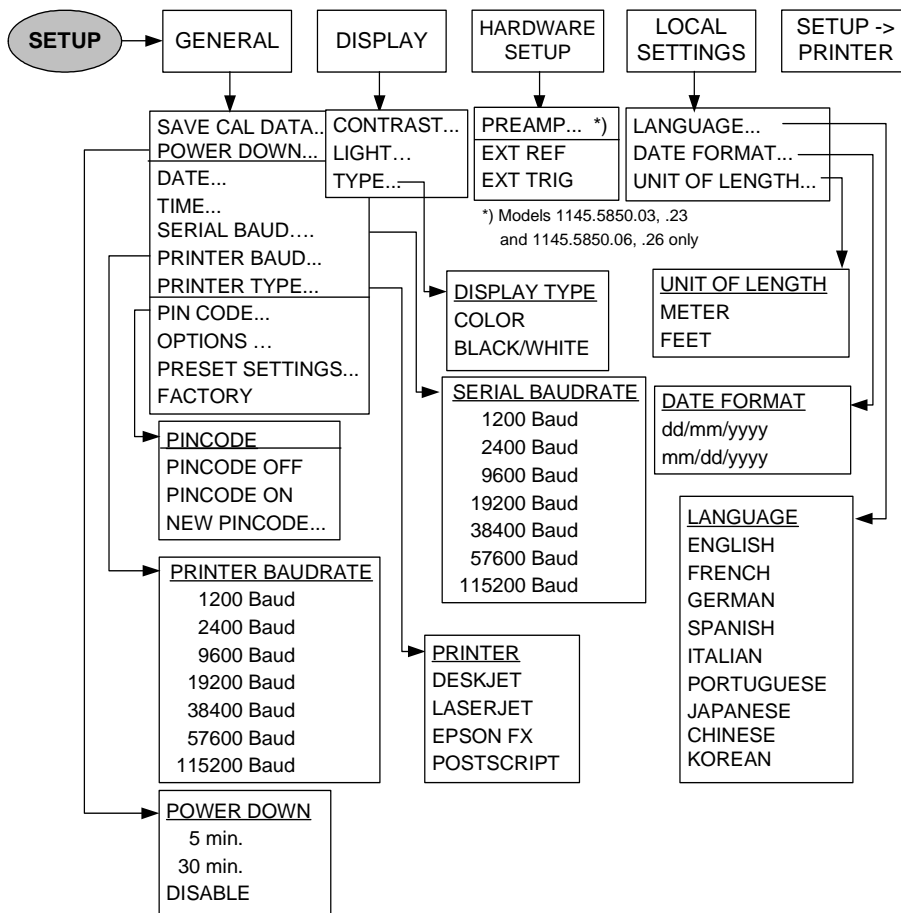 SETUP
GENERAL
DISPLAY
HARDWARE
SETUP
LOCAL
SETTINGS
SETUP ->
PRINTER
SAVE CAL DATA...
POWER DOWN...
DATE...
TIME...
SERIAL BAUD....
PRINTER BAUD...
PRINTER TYPE...
PIN CODE...
OPTIONS ...
PRESET SETTINGS...
FACTORY
CONTRAST...
LIGHT...
TYPE...
PREAMP... *)
EXT REF
EXT TRIG
*) Models 1145.5850.03, .23
and 1145.5850.06, .26 only
LANGUAGE...
DATE FORMAT...
UNIT OF LENGTH...
DISPLAY TYPE
COLOR
BLACK/WHITE
UNIT OF LENGTH
METER
FEET
SERIAL BAUDRATE
1200 Baud
2400 Baud
9600 Baud
19200 Baud
38400 Baud
57600 Baud
115200 Baud
DATE FORMAT
dd/mm/yyyy
mm/dd/yyyy
PINCODE
PINCODE OFF
PINCODE ON
NEW PINCODE...
LANGUAGE
ENGLISH
FRENCH
GERMAN
SPANISH
ITALIAN
PORTUGUESE
JAPANESE
CHINESE
KOREAN
PRINTER BAUDRATE
1200 Baud
2400 Baud
9600 Baud
19200 Baud
38400 Baud
57600 Baud
115200 Baud
PRINTER
DESKJET
LASERJET
EPSON FX
POSTSCRIPT
POWER DOWN
5 min.
30 min.
DISABLE